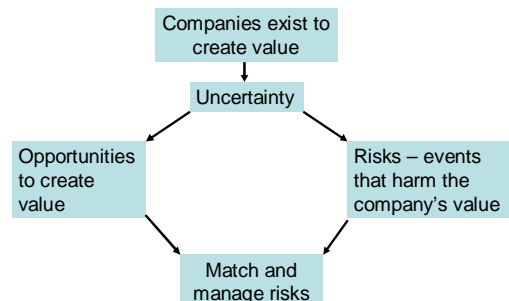 Companies exist to
create value
Uncertainty
Opportunities
to create
value
Risks – events
that harm the
company's value
Match and
manage risks